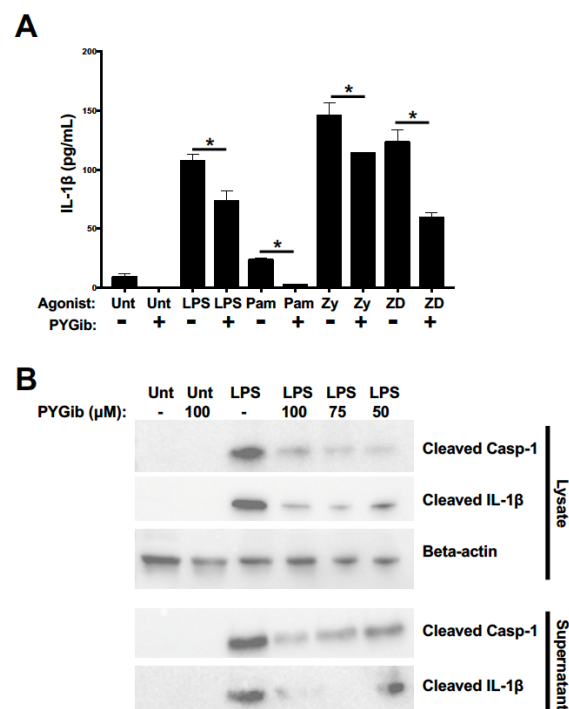 A
IL-1β (pg/mL)
200
150
100
50
0
* * * *
Agonist: Unt Unt LPS LPS Pam Pam Zy Zy ZD ZD
PYGib: - + - + - + - + - +
B
Unt Unt LPS LPS LPS LPS
PYGib (μM): - 100 - 100 75 50
Cleaved Casp-1
Cleaved IL-1β
Beta-actin
Lysate
Cleaved Casp-1
Cleaved IL-1β
Supernatant